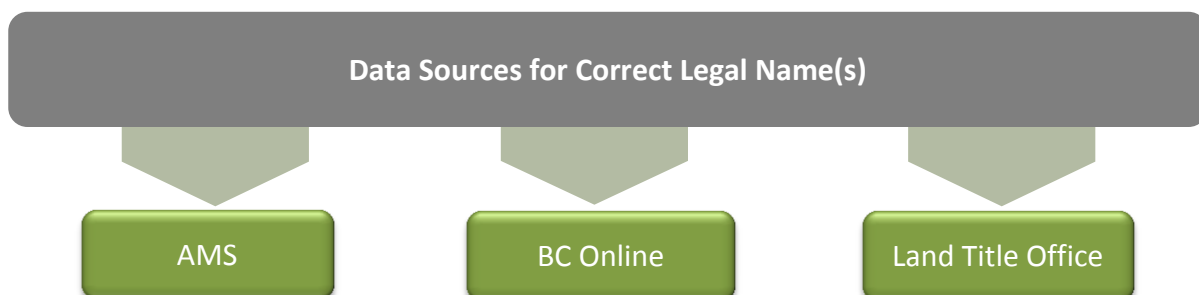 Data Sources for Correct Legal Name(s)
AMS
BC Online
Land Title Office